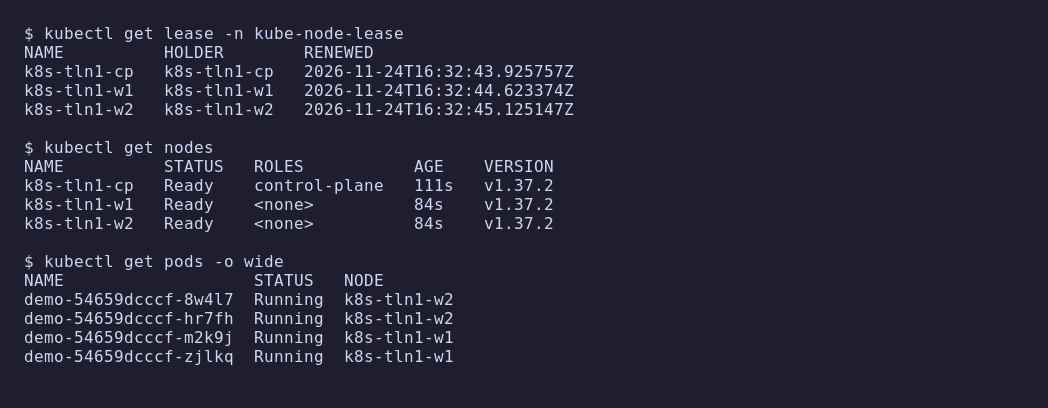 $ kubectl get lease -n kube-node-lease
NAME          HOLDER        RENEWED
k8s-tln1-cp   k8s-tln1-cp   2026-11-24T16:32:43.925757Z
k8s-tln1-w1   k8s-tln1-w1   2026-11-24T16:32:44.623374Z
k8s-tln1-w2   k8s-tln1-w2   2026-11-24T16:32:45.125147Z
$ kubectl get nodes
NAME          STATUS   ROLES           AGE    VERSION
k8s-tln1-cp   Ready    control-plane   111s   v1.37.2
k8s-tln1-w1   Ready    <none>          84s    v1.37.2
k8s-tln1-w2   Ready    <none>          84s    v1.37.2
$ kubectl get pods -o wide
NAME                   STATUS   NODE
demo-54659dcccf-8w4l7  Running  k8s-tln1-w2
demo-54659dcccf-hr7fh  Running  k8s-tln1-w2
demo-54659dcccf-m2k9j  Running  k8s-tln1-w1
demo-54659dcccf-zjlkq  Running  k8s-tln1-w1